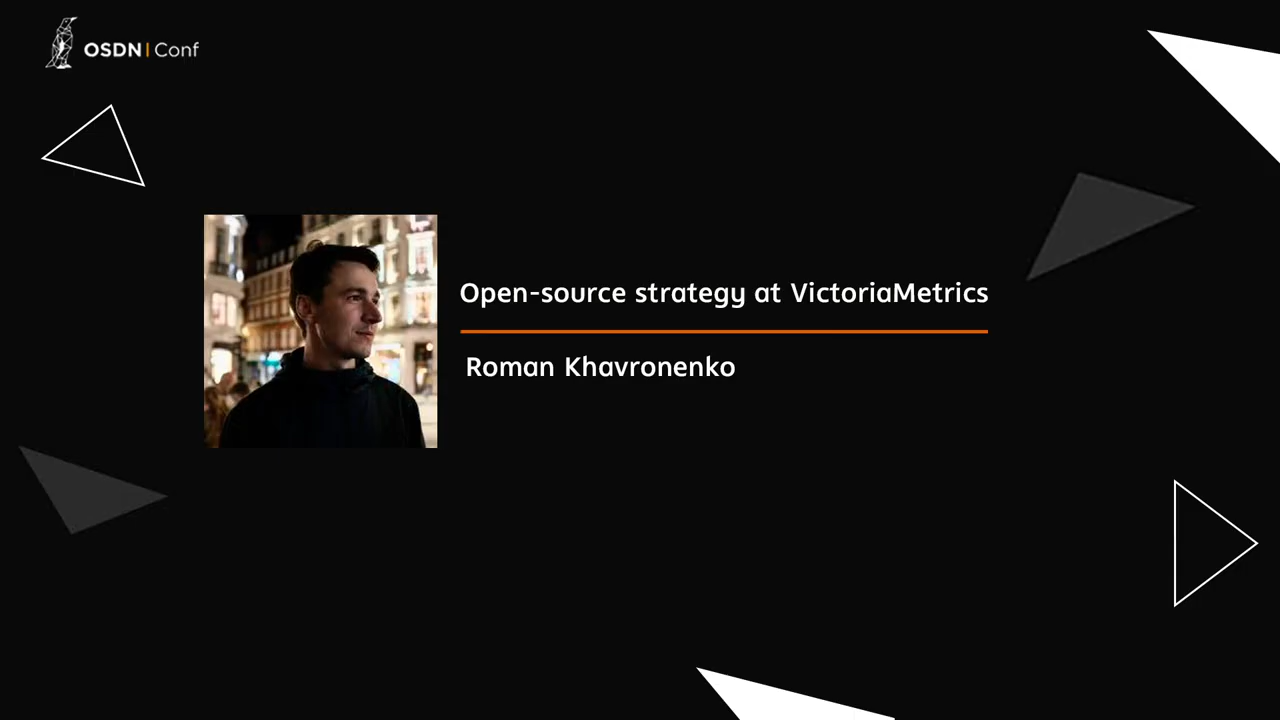 OSDN | Conf
Open-source strategy at VictoriaMetrics
Roman Khavronenko